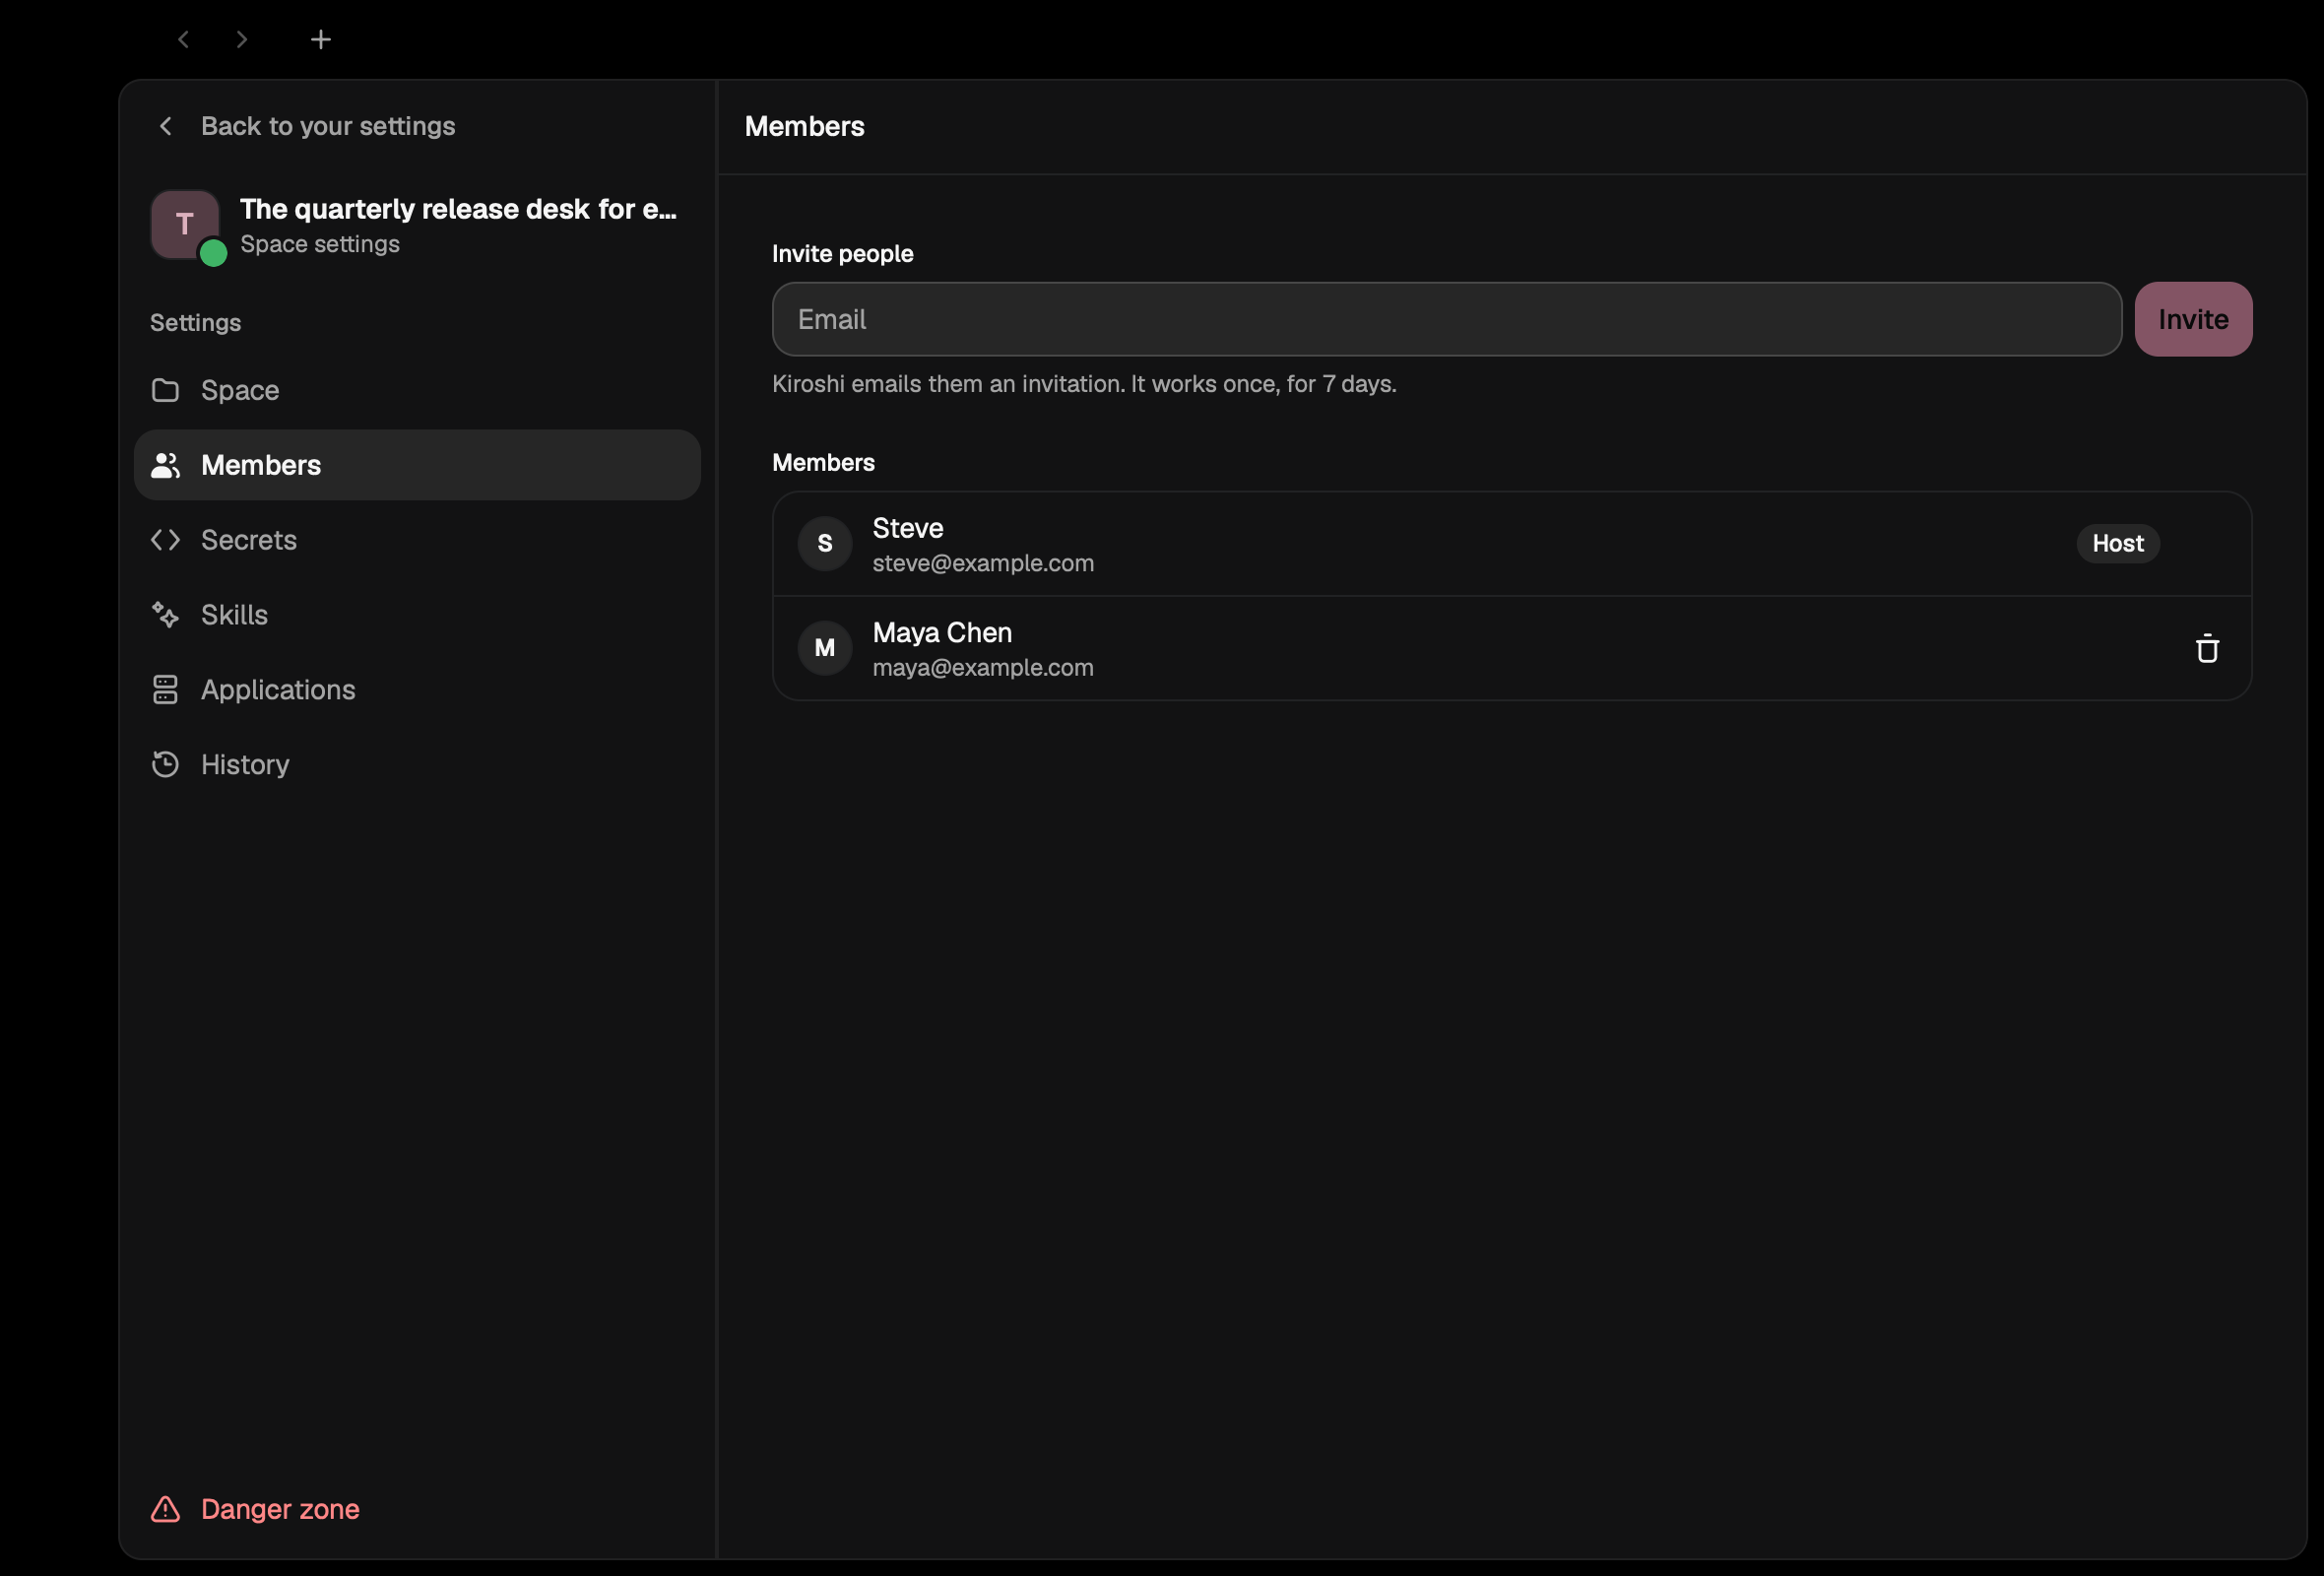 Back to your settings
T
The quarterly release desk for e...
Space settings
Settings
Space
Members
Secrets
Skills
Applications
History
Danger zone
Members
Invite people
Email
Invite
Kiroshi emails them an invitation. It works once, for 7 days.
Members
S
Steve
steve@example.com
Host
M
Maya Chen
maya@example.com